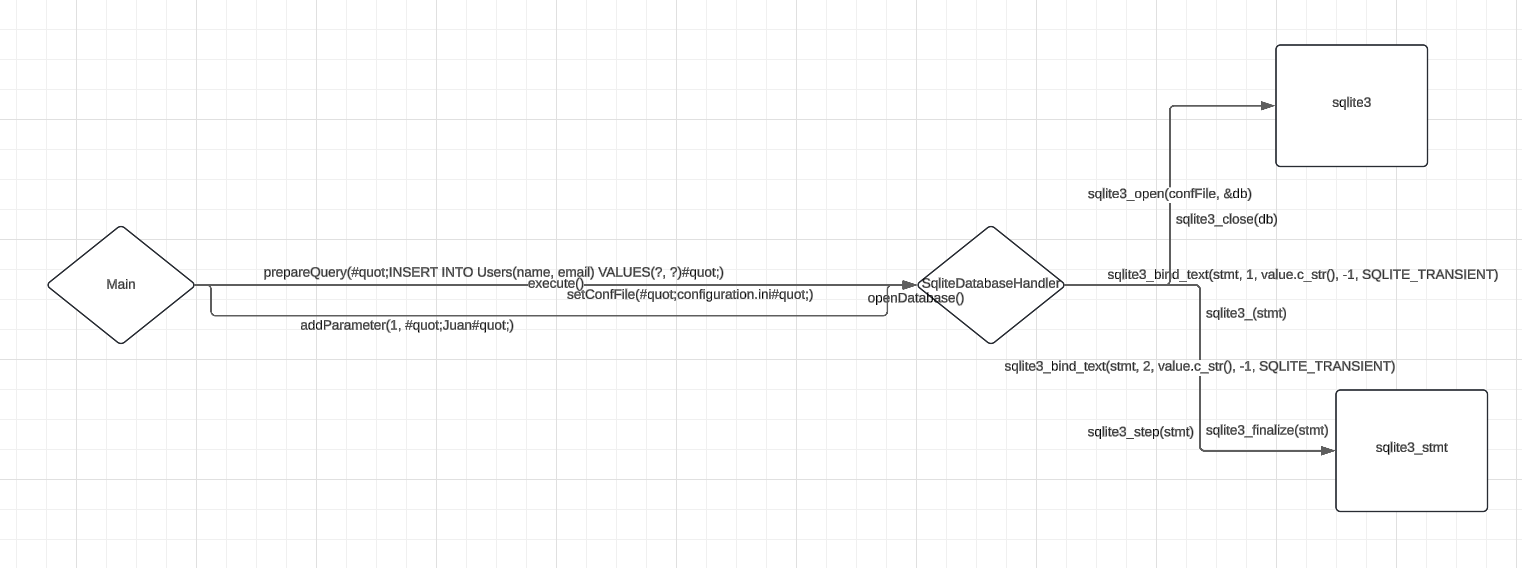 sqlite3
sqlite3_open(confFile, &db)
sqlite3_close(db)
prepareQuery(#quot;INSERT INTO Users(name, email) VALUES(?, ?)#quot;)
execute()
setConfFile(#quot;configuration.ini#quot;)
Main
addParameter(1, #quot;Juan#quot;)
SqliteDatabaseHandler
openDatabase()
sqlite3_bind_text(stmt, 1, value.c_str(), -1, SQLITE_TRANSIENT)
sqlite3_(stmt)
sqlite3_bind_text(stmt, 2, value.c_str(), -1, SQLITE_TRANSIENT)
sqlite3_step(stmt)
sqlite3_finalize(stmt)
sqlite3_stmt